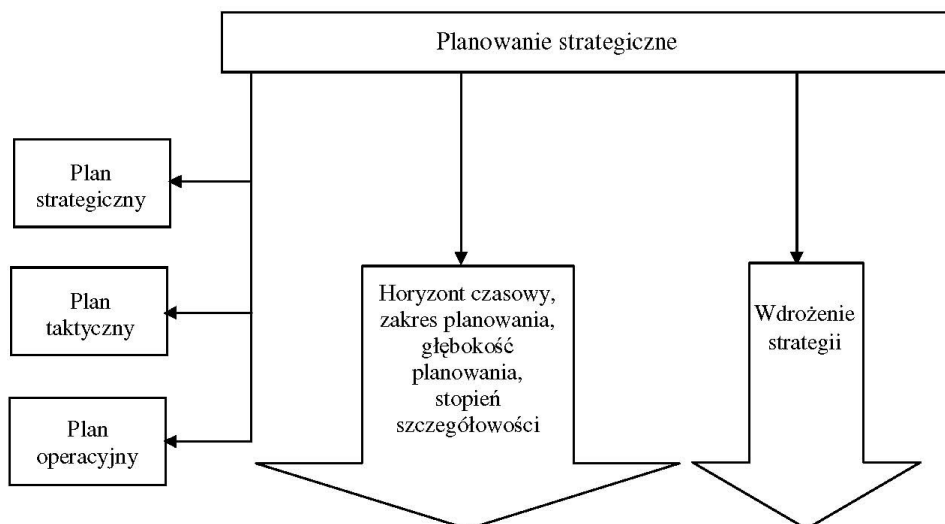 Planowanie strategiczne
Plan
strategiczny
Plan
taktyczny
Plan
operacyjny
Horyzont czasowy,
zakres planowania,
głębokość
planowania,
stopień
szczegółowości
Wdrożenie
strategii